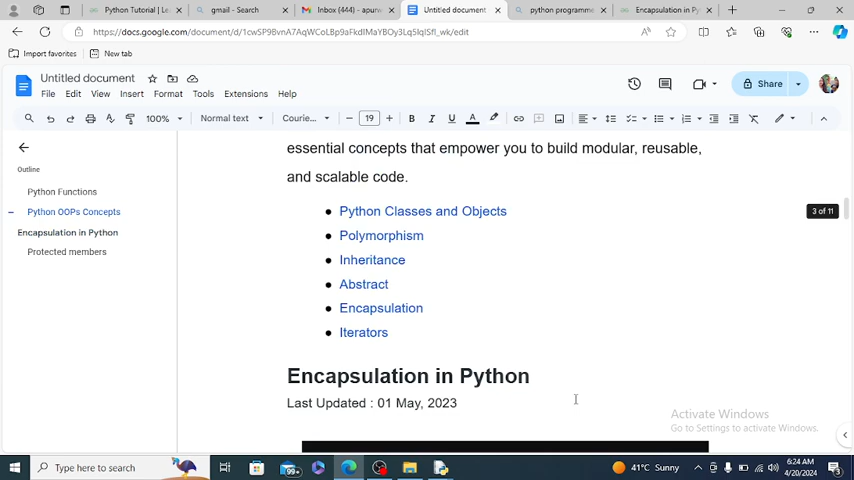 Python Tutorial | Le
gmail - Search
Inbox (444) - apunv
Untitled document
python programme
Encapsulation in Py
https://docs.google.com/document/d/1cwSP98vnA7AqWCoLBp9aFkdIMaYBOy3Lq5IqISfI_wk/edit
Import favorites
New tab
Untitled document
File Edit View Insert Format Tools Extensions Help
Share
100% Normal text Courie... 19 B I U A
Outline
Python Functions
Python OOPs Concepts
Encapsulation in Python
Protected members
essential concepts that empower you to build modular, reusable,
and scalable code.
● Python Classes and Objects
● Polymorphism
● Inheritance
● Abstract
● Encapsulation
● Iterators
3 of 11
Encapsulation in Python
Last Updated : 01 May, 2023
Activate Windows
Go to Settings to activate Windows.
Type here to search
99+
41°C Sunny
6:24 AM
4/20/2024
3